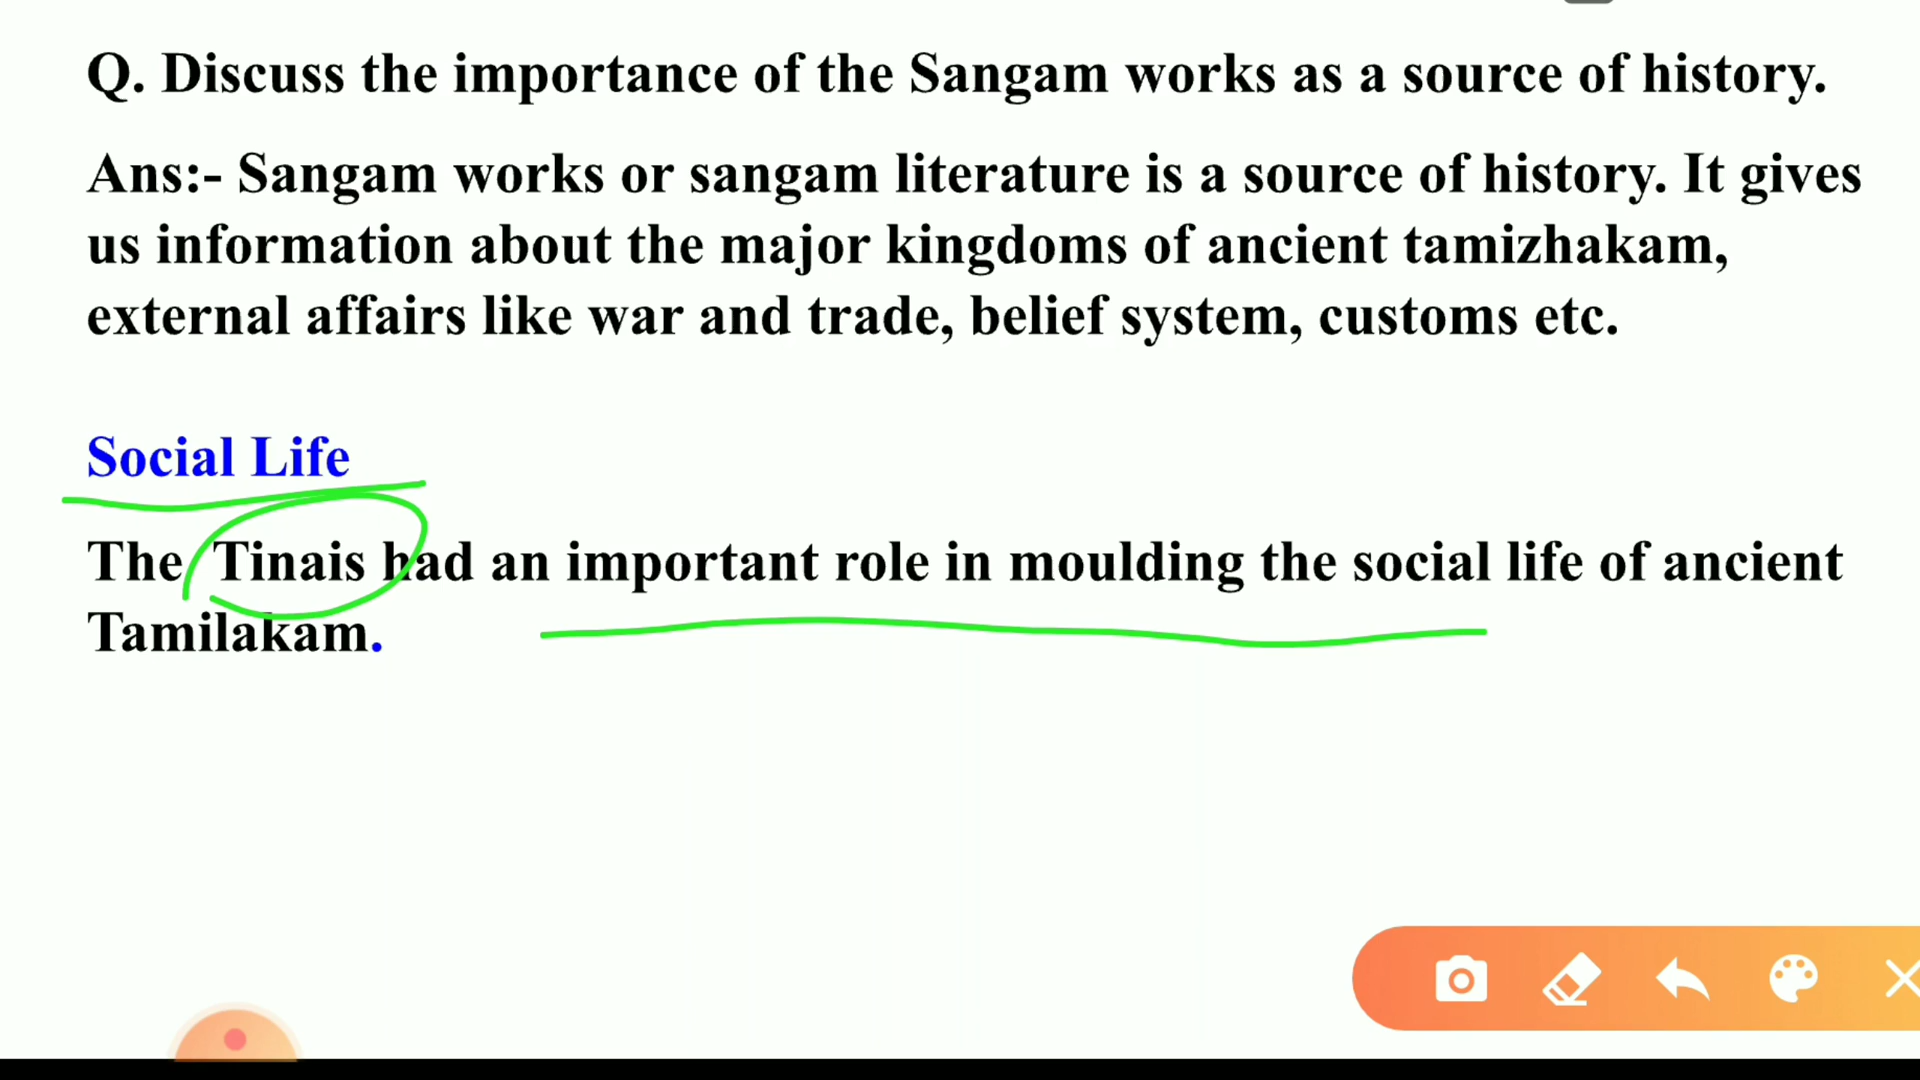 Q. Discuss the importance of the Sangam works as a source of history.
Ans:- Sangam works or sangam literature is a source of history. It gives
us information about the major kingdoms of ancient tamizhakam,
external affairs like war and trade, belief system, customs etc.
Social Life
The Tinais had an important role in moulding the social life of ancient
Tamilakam.